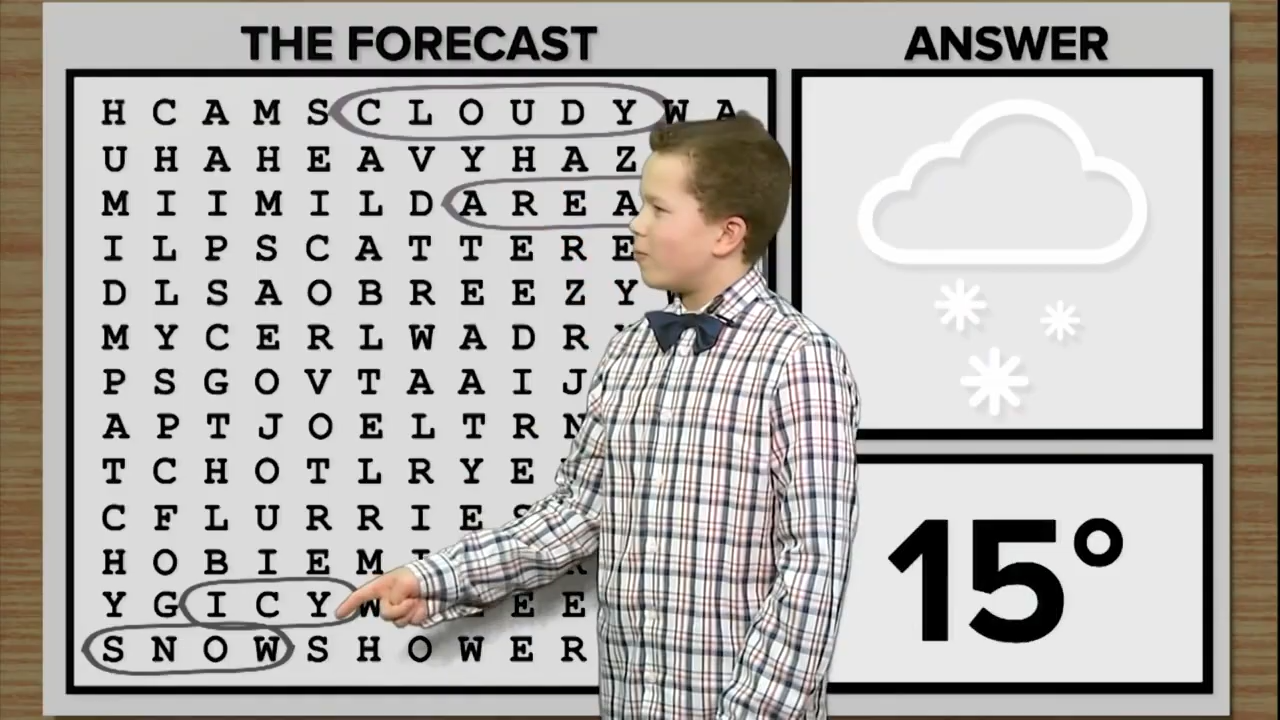 THE FORECAST
H C A M S C L O U D Y W A
U H A H E A V Y H A Z
M I I M I L D A R E A
I L P S C A T T E R E
D L S A O B R E E Z Y
M Y C E R L W A D R
P S G O V T A A I J
A P T J O E L T R N
T C H O T L R Y E
C F L U R R I E S
H O B I E M
Y G I C Y W E E
S N O W S H O W E R
ANSWER
15°